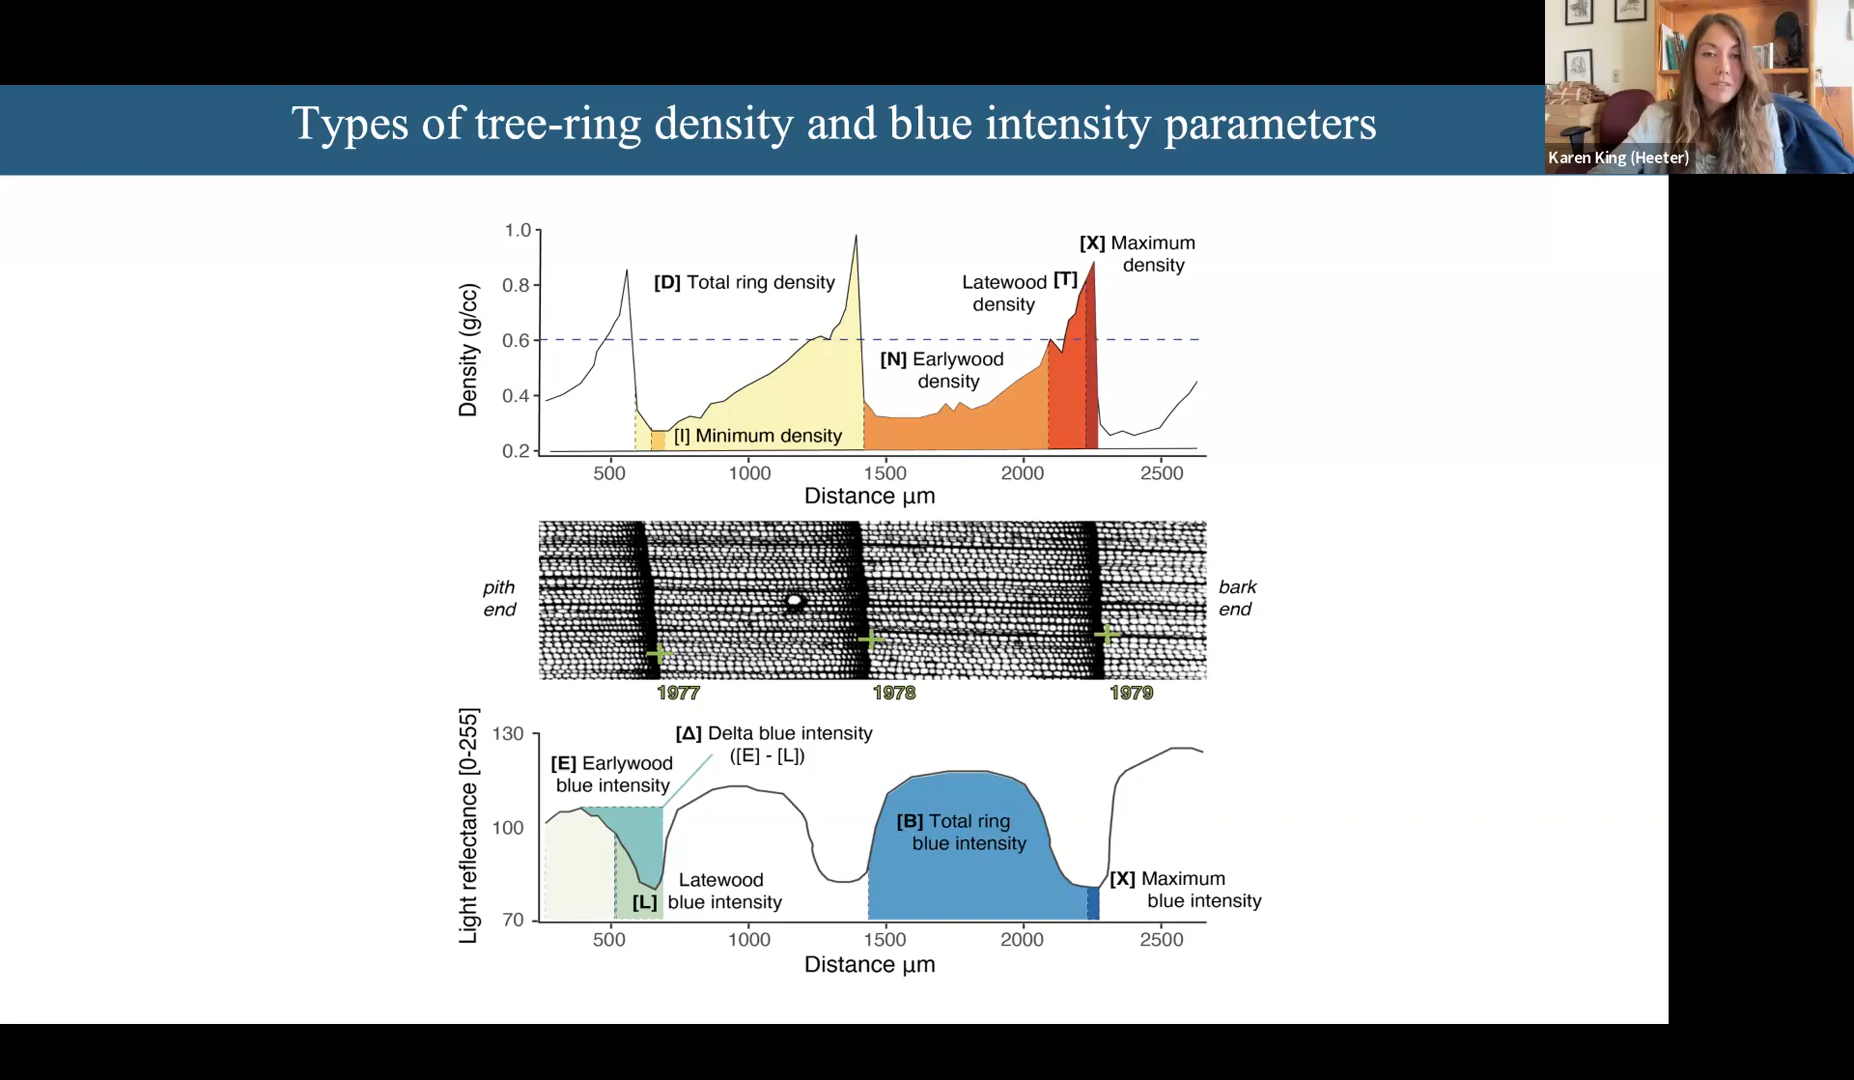 Types of tree-ring density and blue intensity parameters
Karen King (Heeter)
1.0
0.8
0.6
0.4
0.2
Density (g/cc)
[D] Total ring density
[I] Minimum density
[N] Earlywood
density
Latewood [T]
density
[X] Maximum
density
500
1000
1500
2000
2500
Distance µm
pith
end
bark
end
1977
1978
1979
130
100
70
Light reflectance [0-255]
[E] Earlywood
blue intensity
[Δ] Delta blue intensity
([E] - [L])
Latewood
[L] blue intensity
[B] Total ring
blue intensity
[X] Maximum
blue intensity
500
1000
1500
2000
2500
Distance µm